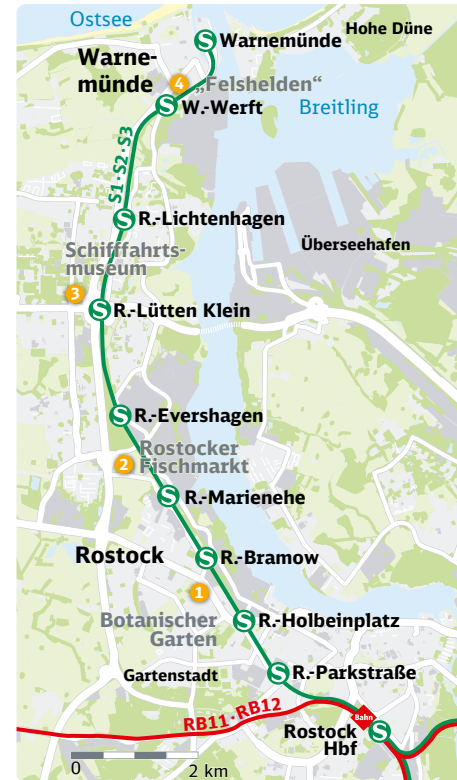 Ostsee
Hohe Düne
S Warnemünde
Warne-
münde
4 „Felshelden“
S W.-Werft
Breitling
S1·S2·S3
S R.-Lichtenhagen
Überseehafen
Schifffahrts-
museum
3
S R.-Lütten Klein
S R.-Evershagen
Rostocker
2 Fischmarkt
S R.-Marienehe
Rostock
S R.-Bramow
1
Botanischer
Garten
S R.-Holbeinplatz
Gartenstadt
S R.-Parkstraße
RB11·RB12
Bahn
Rostock S
Hbf
0 2 km